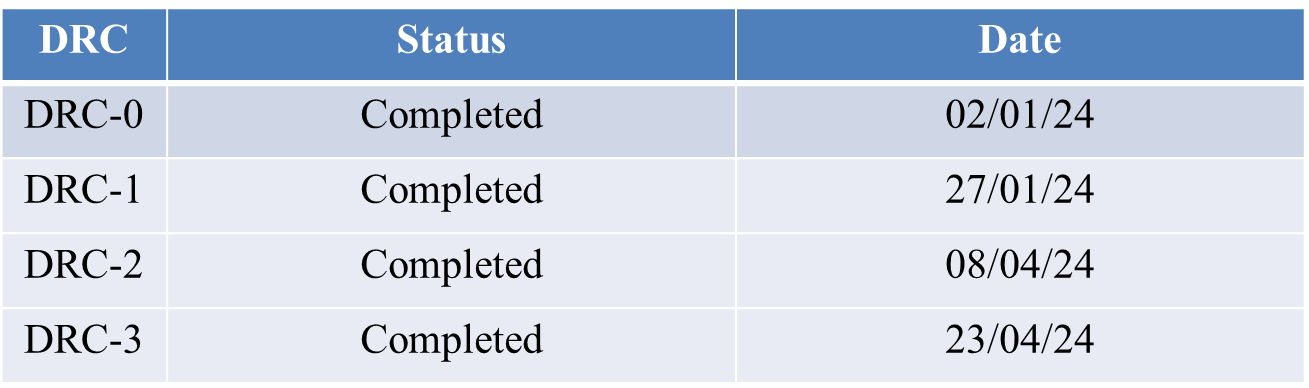 DRC Status Date
DRC-0 Completed 02/01/24
DRC-1 Completed 27/01/24
DRC-2 Completed 08/04/24
DRC-3 Completed 23/04/24